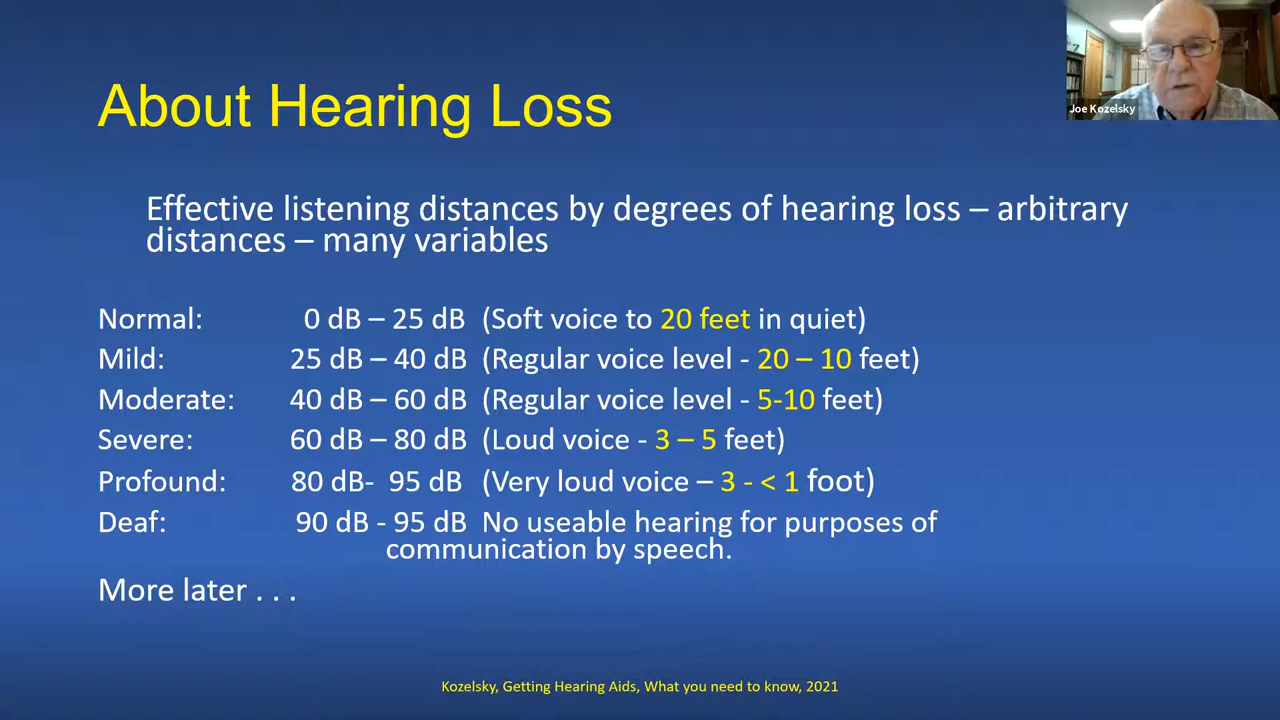 About Hearing Loss
Joe Kozelsky
Effective listening distances by degrees of hearing loss – arbitrary
distances – many variables
Normal: 0 dB – 25 dB (Soft voice to 20 feet in quiet)
Mild: 25 dB – 40 dB (Regular voice level - 20 – 10 feet)
Moderate: 40 dB – 60 dB (Regular voice level - 5-10 feet)
Severe: 60 dB – 80 dB (Loud voice - 3 – 5 feet)
Profound: 80 dB- 95 dB (Very loud voice – 3 - < 1 foot)
Deaf: 90 dB - 95 dB No useable hearing for purposes of
communication by speech.
More later . . .
Kozelsky, Getting Hearing Aids, What you need to know, 2021